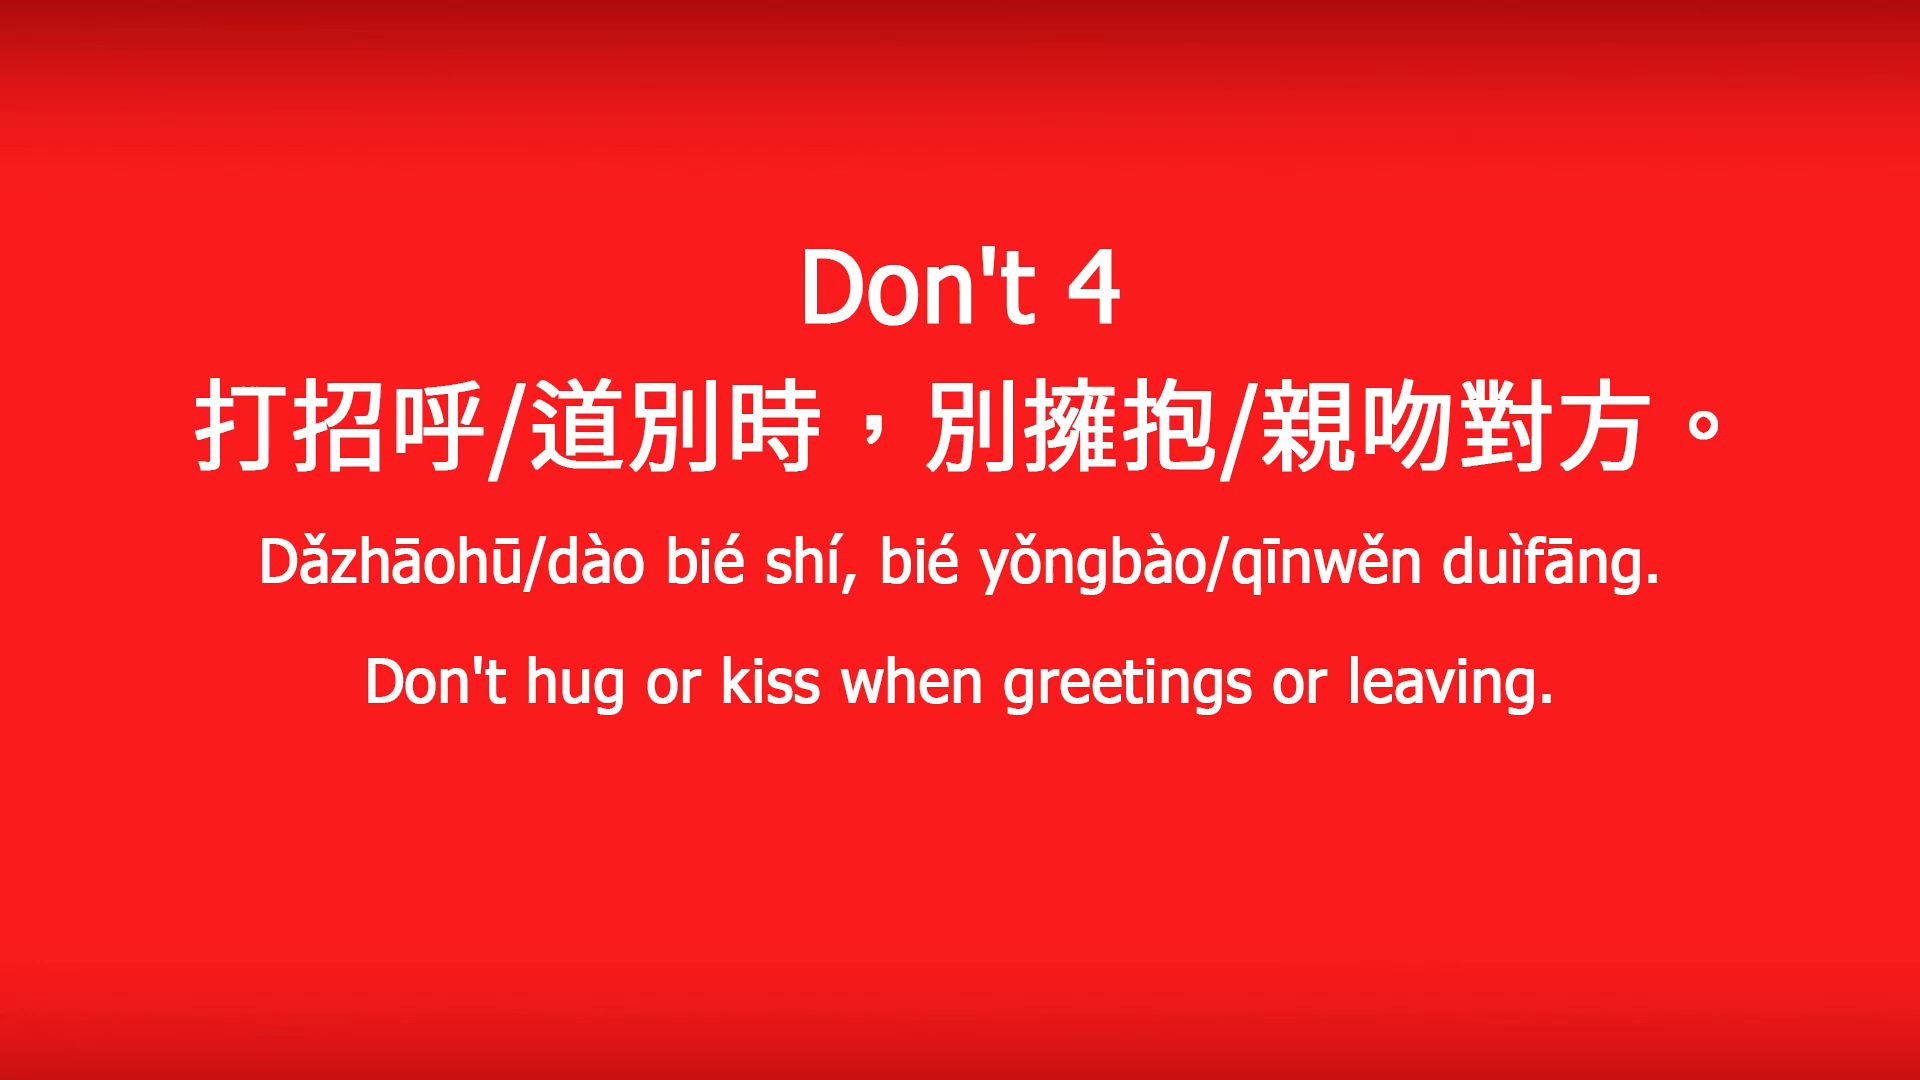 Don't 4
打招呼/道別時，別擁抱/親吻對方。
Dǎzhāohū/dào bié shí, bié yǒngbào/qīnwěn duìfāng.
Don't hug or kiss when greetings or leaving.